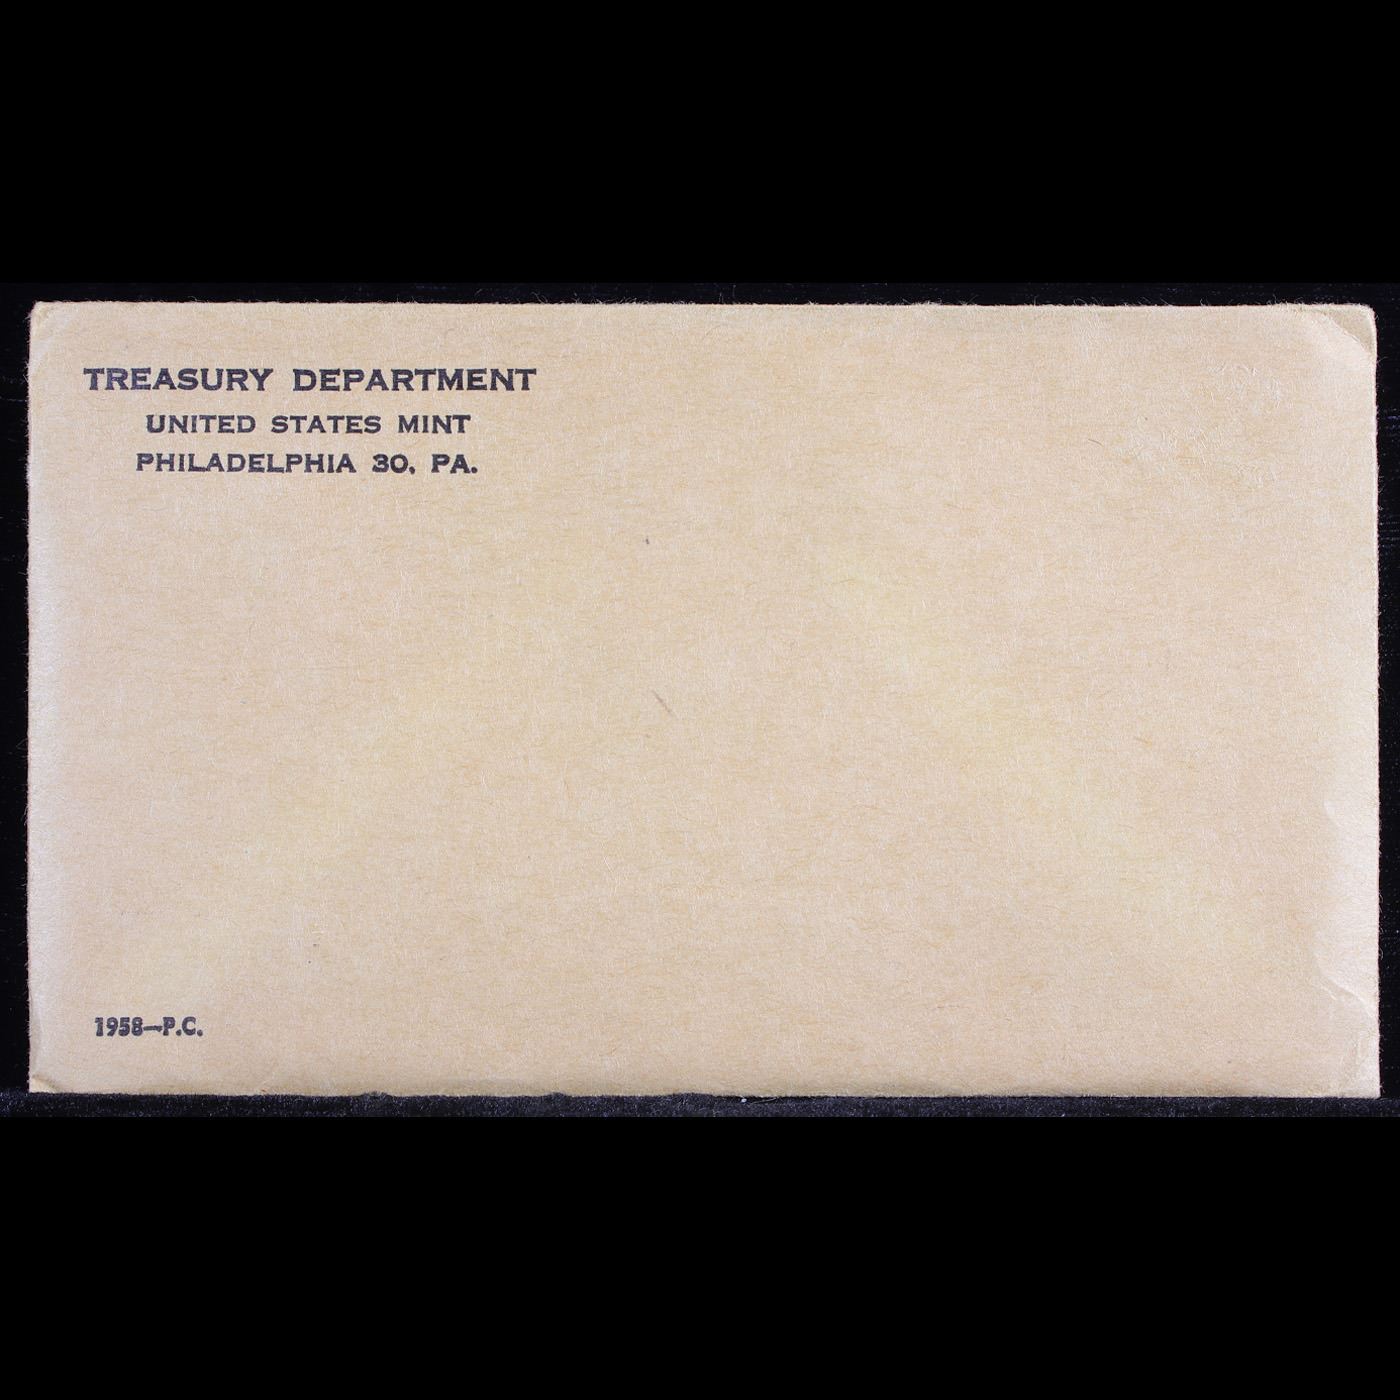 TREASURY DEPARTMENT
UNITED STATES MINT
PHILADELPHIA 30, PA.
1958—P.C.